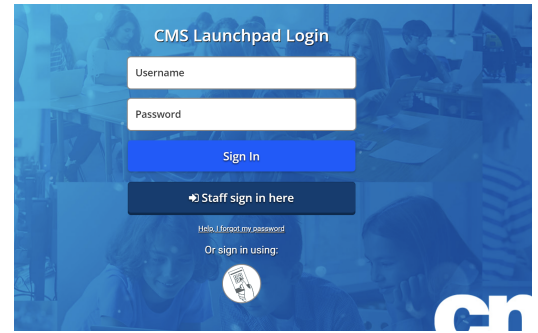 CMS Launchpad Login
Username
Password
Sign In
Staff sign in here
Help, I forgot my password
Or sign in using: